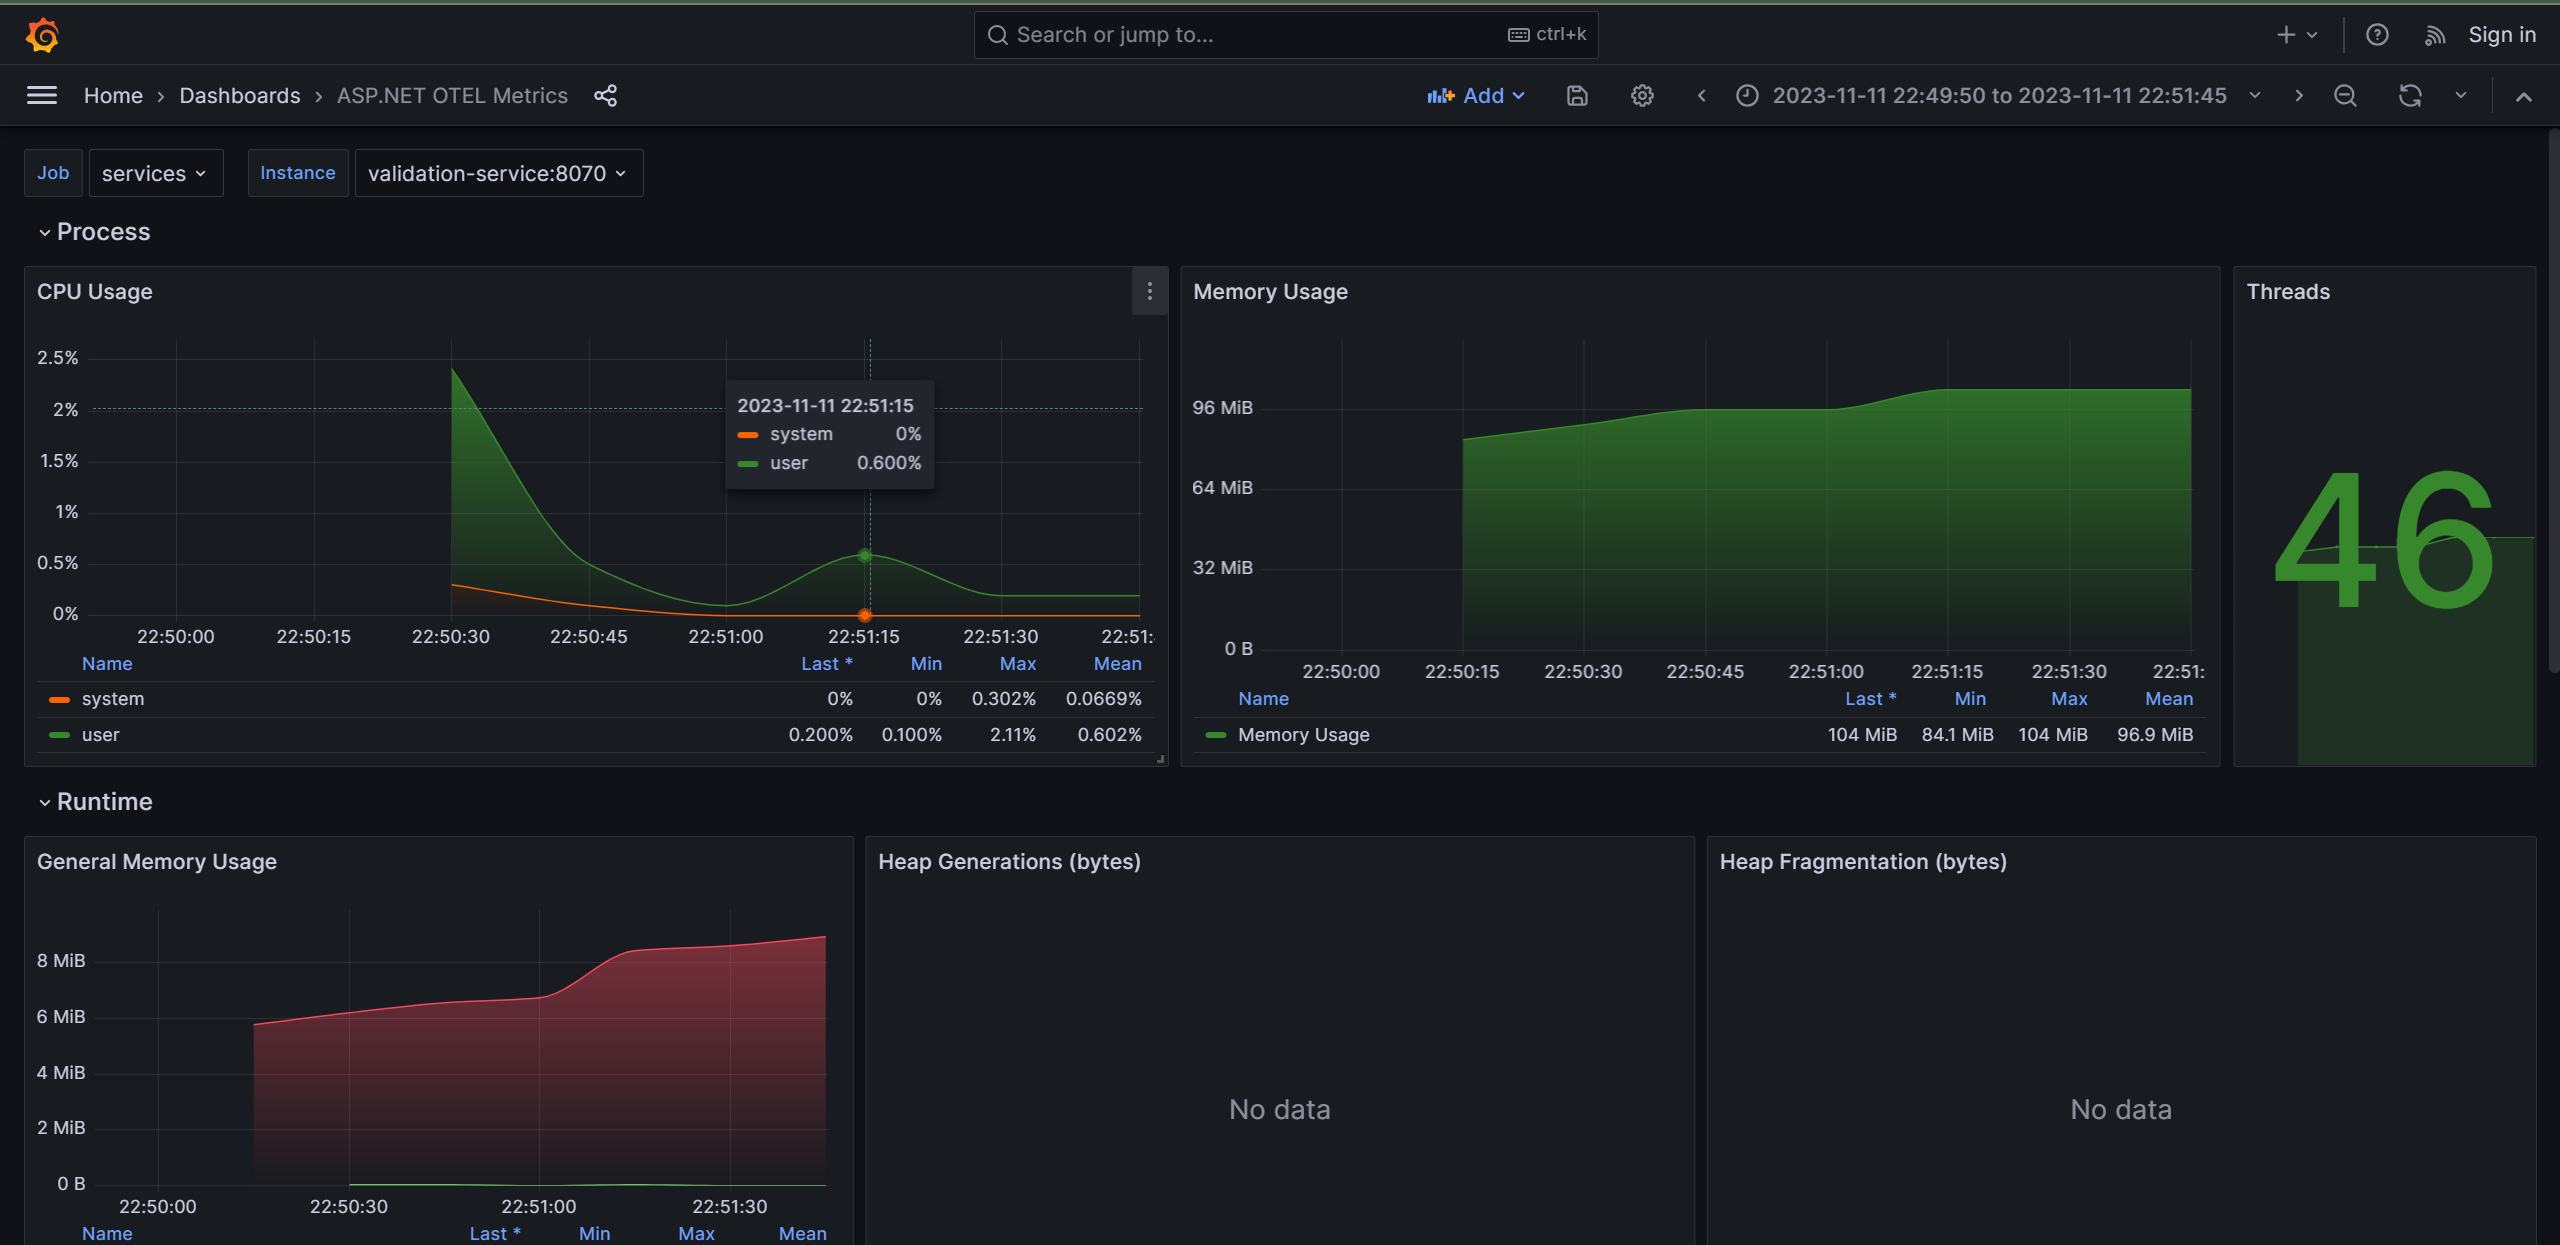 Search or jump to...
ctrl+k
Sign in
Home › Dashboards › ASP.NET OTEL Metrics
Add
2023-11-11 22:49:50 to 2023-11-11 22:51:45
Job services
Instance validation-service:8070
Process
CPU Usage
2.5%
2%
1.5%
1%
0.5%
0%
2023-11-11 22:51:15
system 0%
user 0.600%
22:50:00 22:50:15 22:50:30 22:50:45 22:51:00 22:51:15 22:51:30 22:51:
Name Last * Min Max Mean
system 0% 0% 0.302% 0.0669%
user 0.200% 0.100% 2.11% 0.602%
Memory Usage
96 MiB
64 MiB
32 MiB
0 B
22:50:00 22:50:15 22:50:30 22:50:45 22:51:00 22:51:15 22:51:30 22:51:
Name Last * Min Max Mean
Memory Usage 104 MiB 84.1 MiB 104 MiB 96.9 MiB
Threads
46
Runtime
General Memory Usage
8 MiB
6 MiB
4 MiB
2 MiB
0 B
22:50:00 22:50:30 22:51:00 22:51:30
Name Last * Min Max Mean
Heap Generations (bytes)
No data
Heap Fragmentation (bytes)
No data